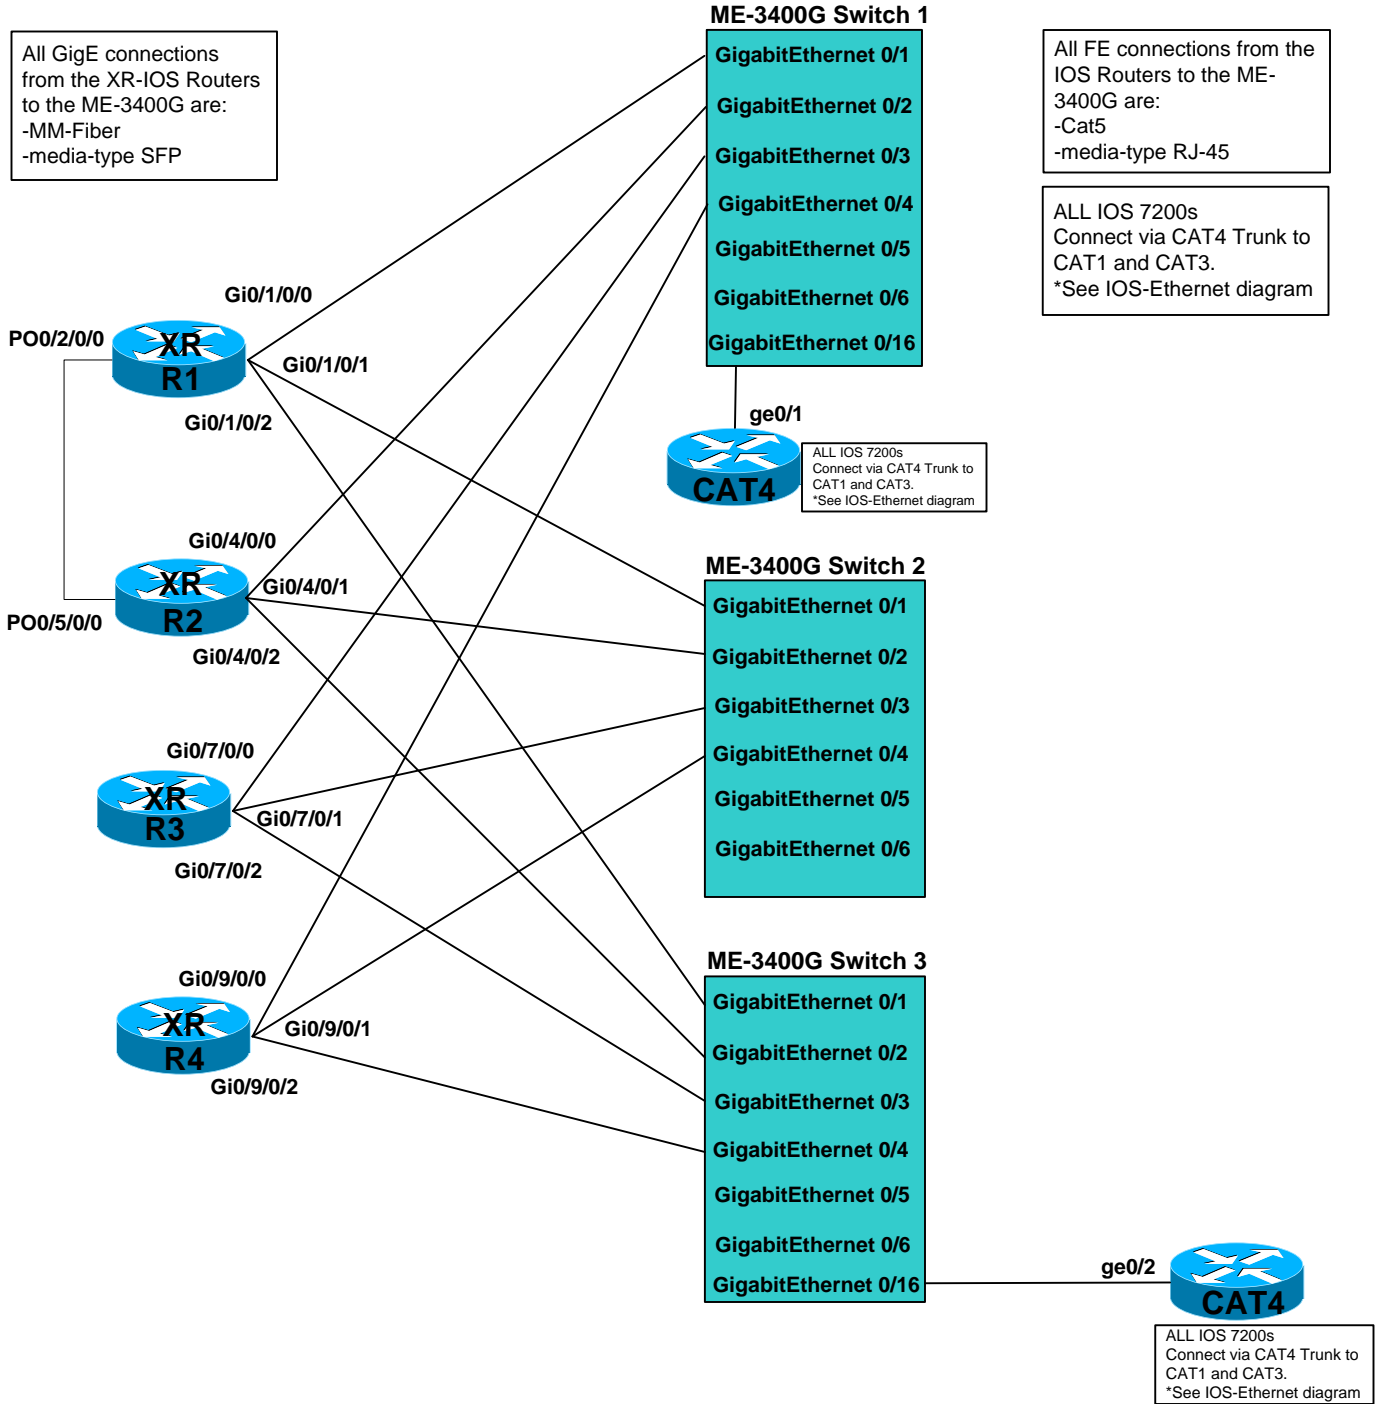 ME-3400G Switch 1
All GigE connections
from the XR-IOS Routers
to the ME-3400G are:
-MM-Fiber
-media-type SFP
All FE connections from the
IOS Routers to the ME-
3400G are:
-Cat5
-media-type RJ-45
ALL IOS 7200s
Connect via CAT4 Trunk to
CAT1 and CAT3.
*See IOS-Ethernet diagram
GigabitEthernet 0/1
GigabitEthernet 0/2
GigabitEthernet 0/3
GigabitEthernet 0/4
GigabitEthernet 0/5
GigabitEthernet 0/6
GigabitEthernet 0/16
Gi0/1/0/0
PO0/2/0/0
XR
R1
Gi0/1/0/1
Gi0/1/0/2
ge0/1
CAT4
ALL IOS 7200s
Connect via CAT4 Trunk to
CAT1 and CAT3.
*See IOS-Ethernet diagram
Gi0/4/0/0
XR
R2
Gi0/4/0/1
PO0/5/0/0
Gi0/4/0/2
ME-3400G Switch 2
GigabitEthernet 0/1
GigabitEthernet 0/2
GigabitEthernet 0/3
GigabitEthernet 0/4
GigabitEthernet 0/5
GigabitEthernet 0/6
Gi0/7/0/0
XR
R3
Gi0/7/0/1
Gi0/7/0/2
ME-3400G Switch 3
Gi0/9/0/0
XR
R4
Gi0/9/0/1
Gi0/9/0/2
GigabitEthernet 0/1
GigabitEthernet 0/2
GigabitEthernet 0/3
GigabitEthernet 0/4
GigabitEthernet 0/5
GigabitEthernet 0/6
GigabitEthernet 0/16
ge0/2
CAT4
ALL IOS 7200s
Connect via CAT4 Trunk to
CAT1 and CAT3.
*See IOS-Ethernet diagram